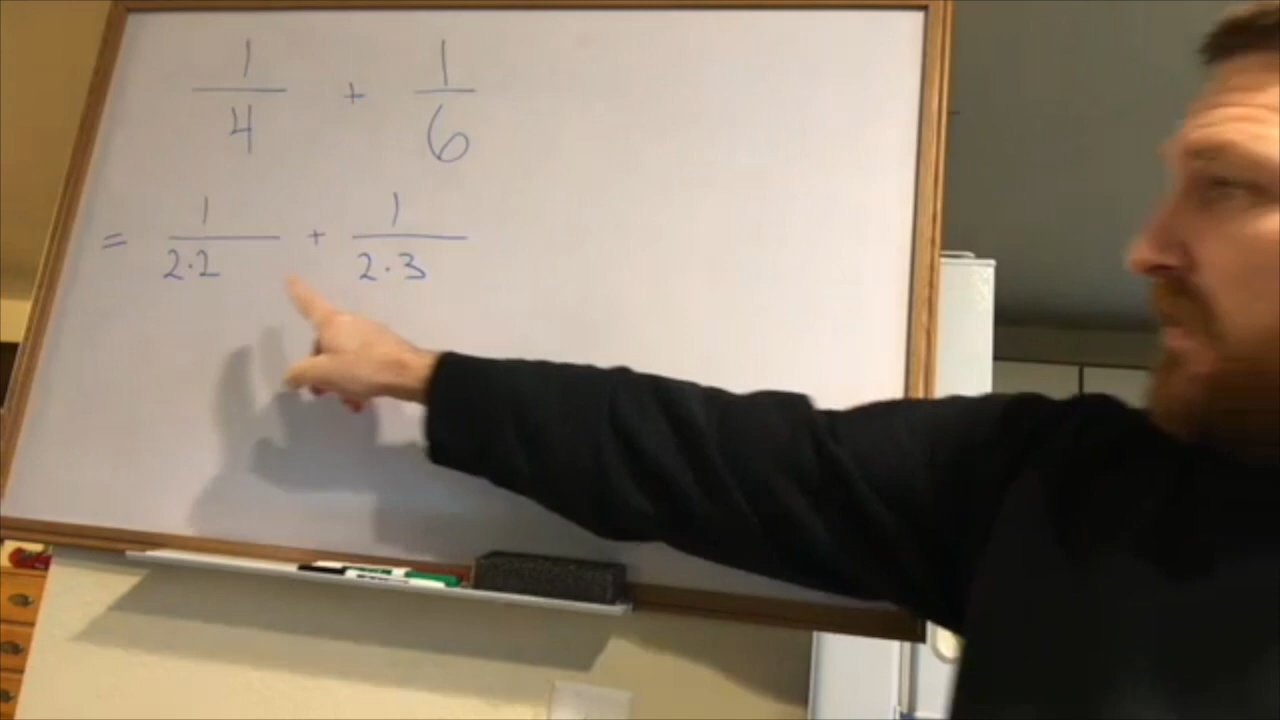 1/4 + 1/6
= 1/(2·2) + 1/(2·3)